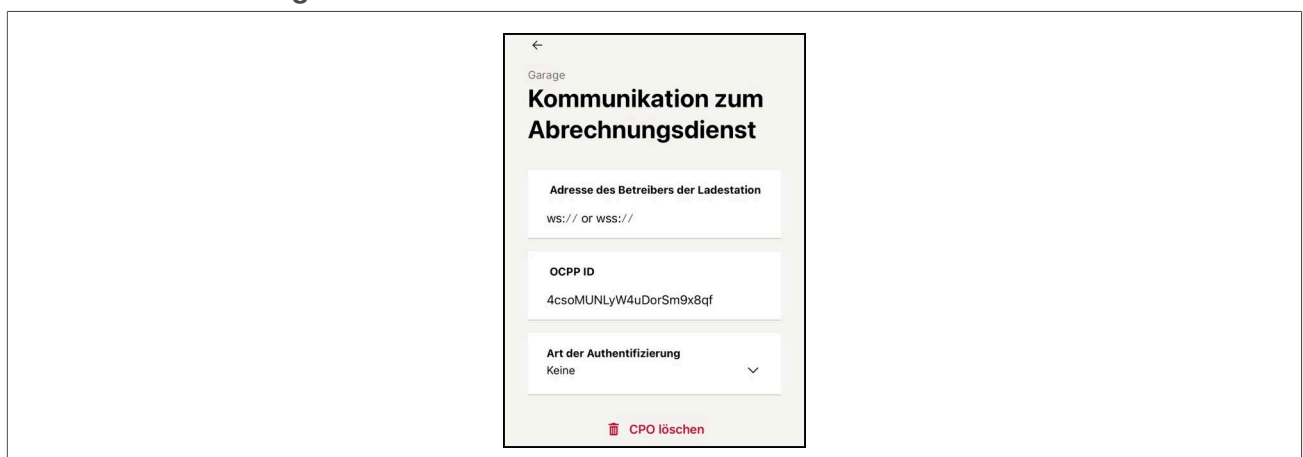 ←
Garage
Kommunikation zum
Abrechnungsdienst
Adresse des Betreibers der Ladestation
ws:// or wss://
OCPP ID
4csoMUNLyW4uDorSm9x8qf
Art der Authentifizierung
Keine
CPO löschen